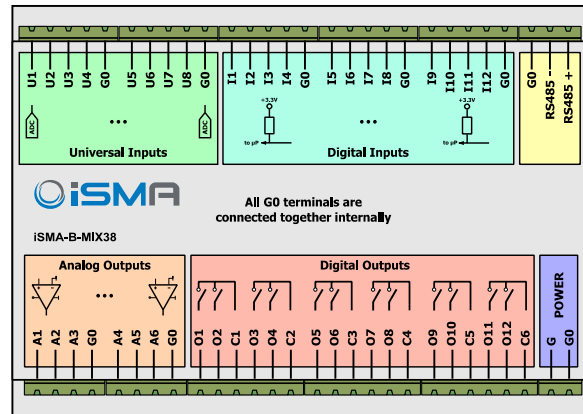 U1 U2 U3 U4 G0 U5 U6 U7 U8 G0 I1 I2 I3 I4 G0 I5 I6 I7 I8 G0 I9 I10 I11 I12 G0 G0 RS485 - RS485 +
ADC ... ADC +3.3V to µP ... +3.3V to µP
Universal Inputs Digital Inputs
iSMA
All G0 terminals are
connected together internally
iSMA-B-MIX38
Analog Outputs Digital Outputs POWER
...
A1 A2 A3 G0 A4 A5 A6 G0 O1 O2 C1 O3 O4 C2 O5 O6 C3 O7 O8 C4 O9 O10 C5 O11 O12 C6 G G0